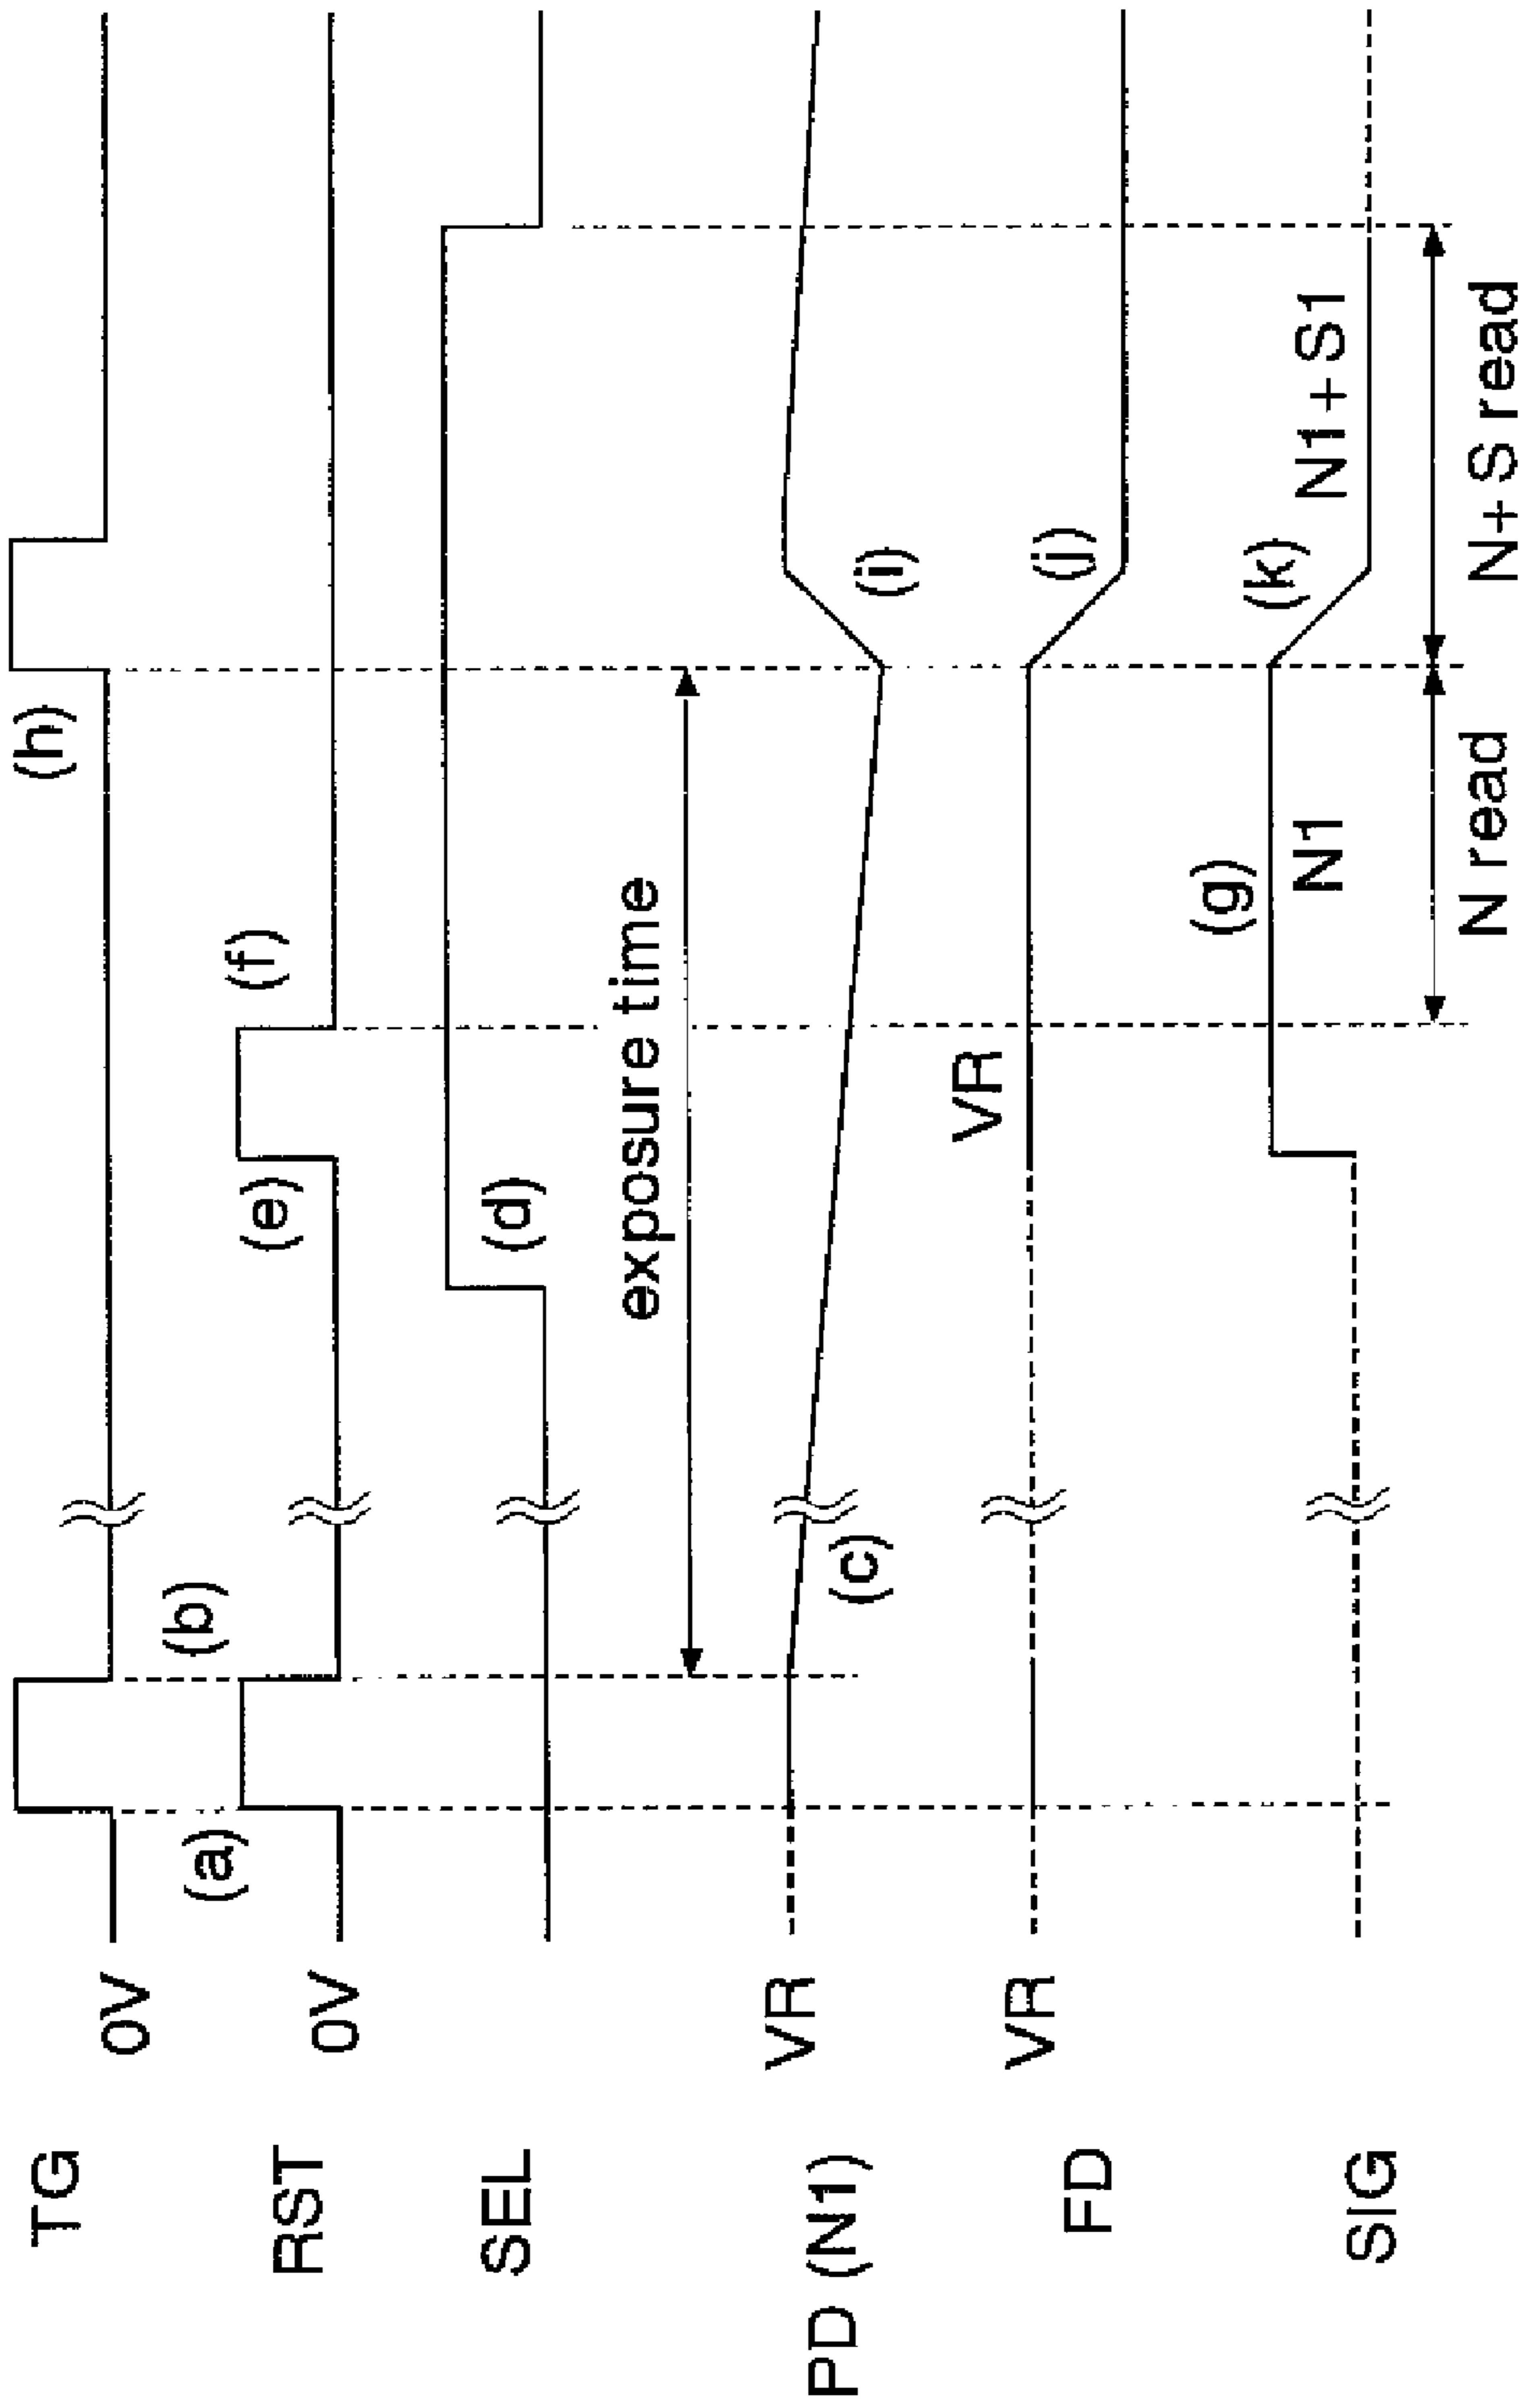 TG
0V
(h)
(a)
(b)
RST
0V
(e)
(f)
SEL
(d)
exposure time
PD (N1)
VR
(c)
(i)
FD
VR
VR
(j)
SIG
(g)
N1
(k)
N1+S1
N read
N+S read